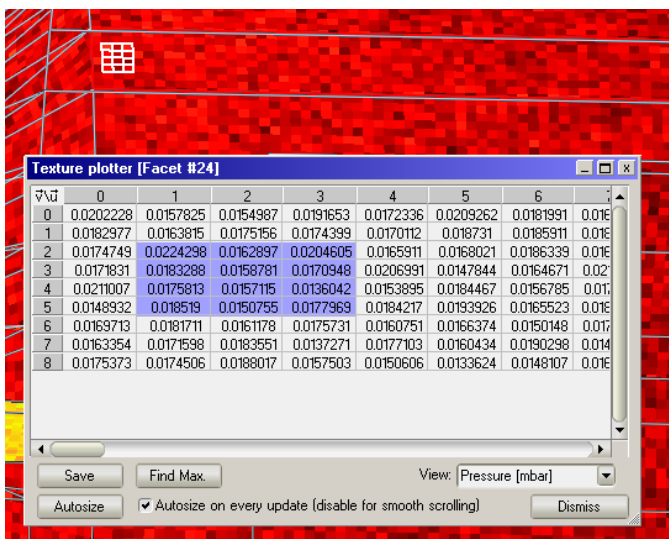 Texture plotter [Facet #24]
v\u 0 1 2 3 4 5 6
0 0.0202228 0.0157825 0.0154987 0.0191653 0.0172336 0.0209262 0.0181991
1 0.0182977 0.0163815 0.0175156 0.0174399 0.0170112 0.018731 0.0185911
2 0.0174749 0.0224298 0.0162897 0.0204605 0.0165911 0.0168021 0.0186339
3 0.0171831 0.0183288 0.0158781 0.0170948 0.0206991 0.0147844 0.0164671
4 0.0211007 0.0175813 0.0157115 0.0136042 0.0153895 0.0184467 0.0156785
5 0.0148932 0.018519 0.0150755 0.0177969 0.0184217 0.0193926 0.0165523
6 0.0169713 0.0181711 0.0161178 0.0175731 0.0160751 0.0166374 0.0150148
7 0.0163354 0.0171598 0.0183551 0.0137271 0.0177103 0.0160434 0.0190298
8 0.0175373 0.0174506 0.0188017 0.0157503 0.0150606 0.0133624 0.0148107
Save Find Max. View: Pressure [mbar]
Autosize Autosize on every update (disable for smooth scrolling) Dismiss